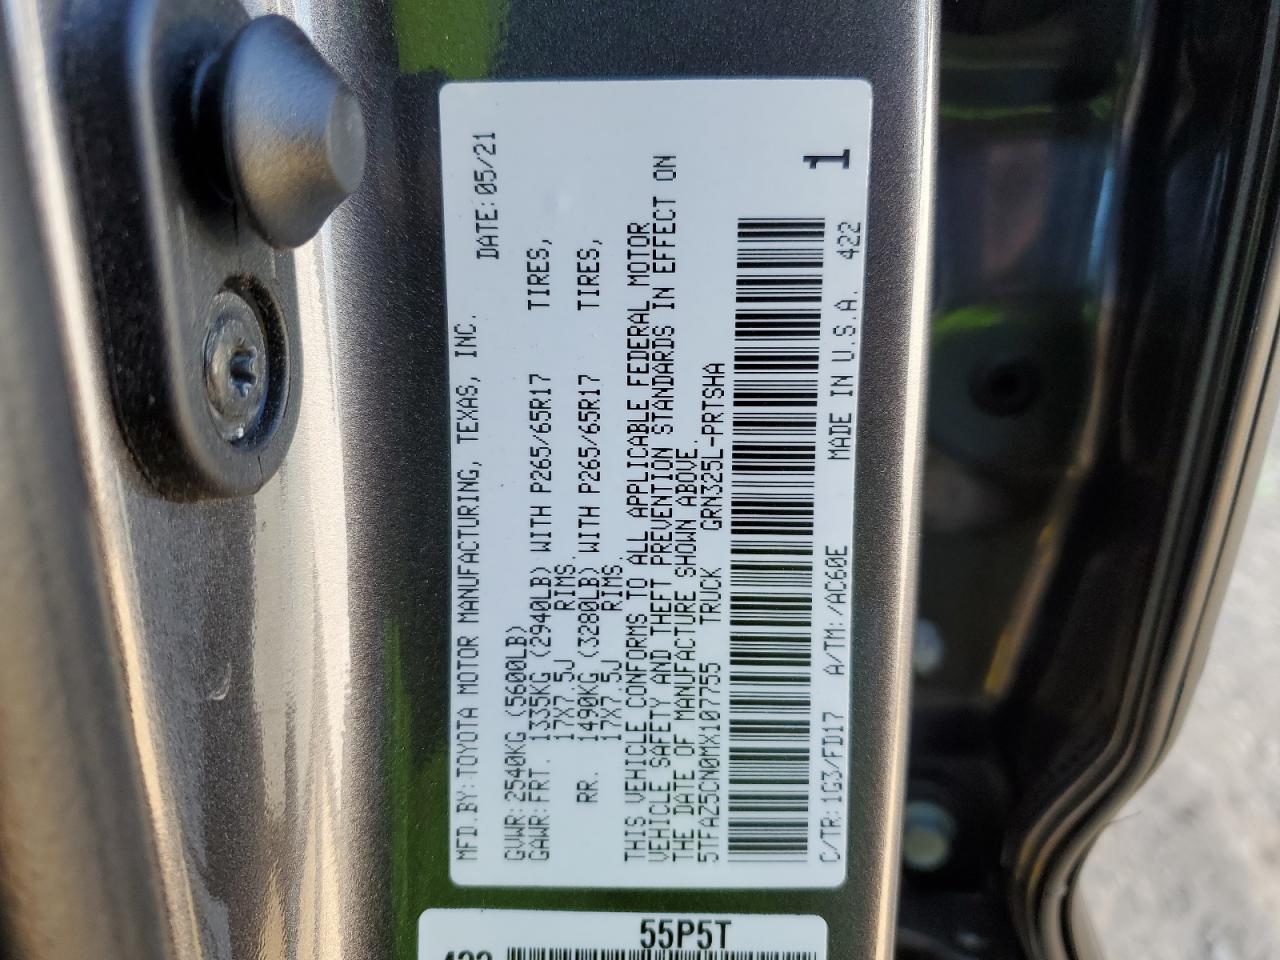 MFD.BY:TOYOTA MOTOR MANUFACTURING, TEXAS, INC.
DATE:05/21
GVWR:2540KG (5600LB)
GAWR:FRT. 1335KG (2940LB) WITH P265/65R17 TIRES,
17X7.5J RIMS.
RR. 1490KG (3280LB) WITH P265/65R17 TIRES,
17X7.5J RIMS.
THIS VEHICLE CONFORMS TO ALL APPLICABLE FEDERAL MOTOR
VEHICLE SAFETY AND THEFT PREVENTION STANDARDS IN EFFECT ON
THE DATE OF MANUFACTURE SHOWN ABOVE.
5TFA25CN0MX107755 TRUCK GRN325L-PRTSHA
1
C/TR:1G3/FD17 A/TM:/AC60E MADE IN U.S.A. 422
55P5T